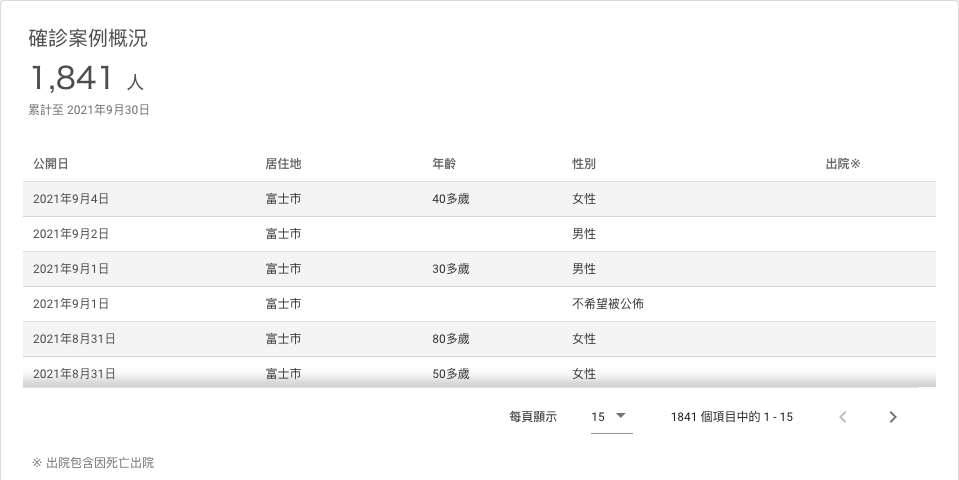 確診案例概況
1,841 人
累計至 2021年9月30日
公開日 居住地 年齡 性別 出院※
2021年9月4日 富士市 40多歲 女性
2021年9月2日 富士市 男性
2021年9月1日 富士市 30多歲 男性
2021年9月1日 富士市 不希望被公佈
2021年8月31日 富士市 80多歲 女性
2021年8月31日 富士市 50多歲 女性
每頁顯示 15 1841 個項目中的 1 - 15
※ 出院包含因死亡出院